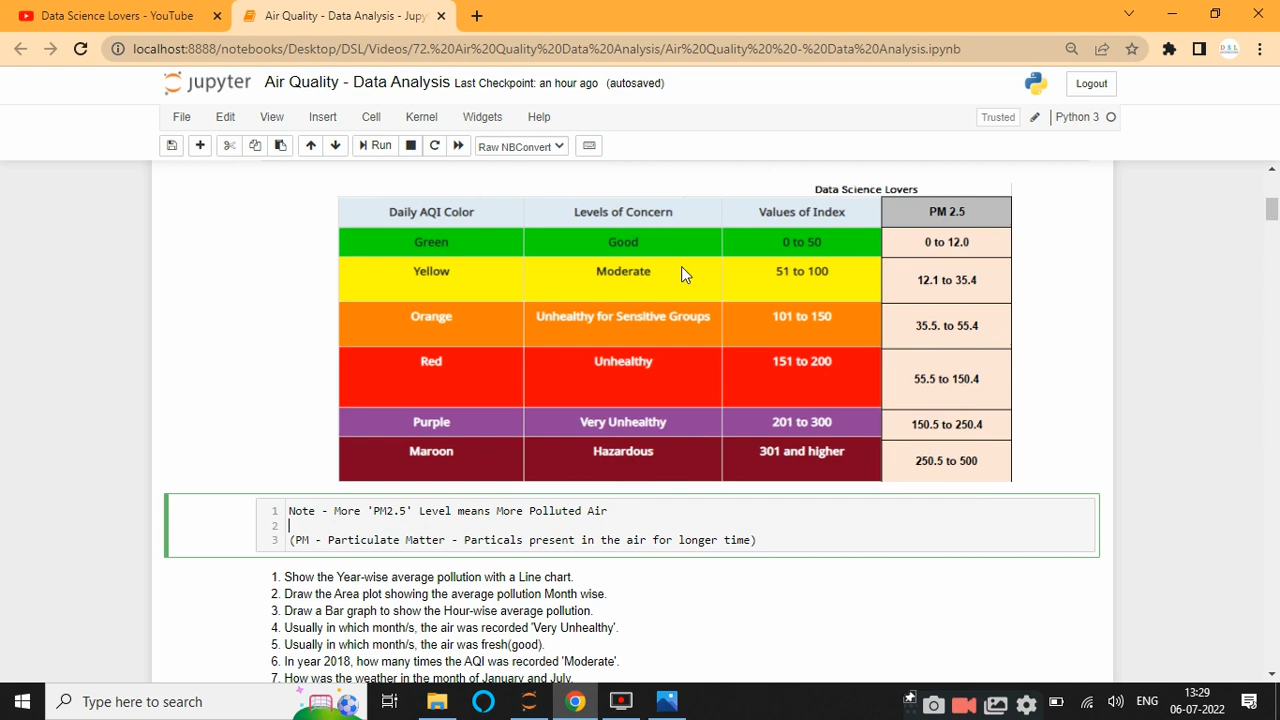 Data Science Lovers - YouTube
Air Quality - Data Analysis - Jupy
localhost:8888/notebooks/Desktop/DSL/Videos/72.%20Air%20Quality%20Data%20Analysis/Air%20Quality%20%20-%20Data%20Analysis.ipynb
jupyter Air Quality - Data Analysis Last Checkpoint: an hour ago (autosaved)
Logout
File Edit View Insert Cell Kernel Widgets Help
Trusted Python 3
Run Raw NBConvert
Data Science Lovers
Daily AQI Color Levels of Concern Values of Index PM 2.5
Green Good 0 to 50 0 to 12.0
Yellow Moderate 51 to 100 12.1 to 35.4
Orange Unhealthy for Sensitive Groups 101 to 150 35.5. to 55.4
Red Unhealthy 151 to 200 55.5 to 150.4
Purple Very Unhealthy 201 to 300 150.5 to 250.4
Maroon Hazardous 301 and higher 250.5 to 500
1 Note - More 'PM2.5' Level means More Polluted Air
2
3 (PM - Particulate Matter - Particals present in the air for longer time)
1. Show the Year-wise average pollution with a Line chart.
2. Draw the Area plot showing the average pollution Month wise.
3. Draw a Bar graph to show the Hour-wise average pollution.
4. Usually in which month/s, the air was recorded 'Very Unhealthy'.
5. Usually in which month/s, the air was fresh(good).
6. In year 2018, how many times the AQI was recorded 'Moderate'.
7. How was the weather in the month of January and July.
Type here to search
ENG
13:29
06-07-2022